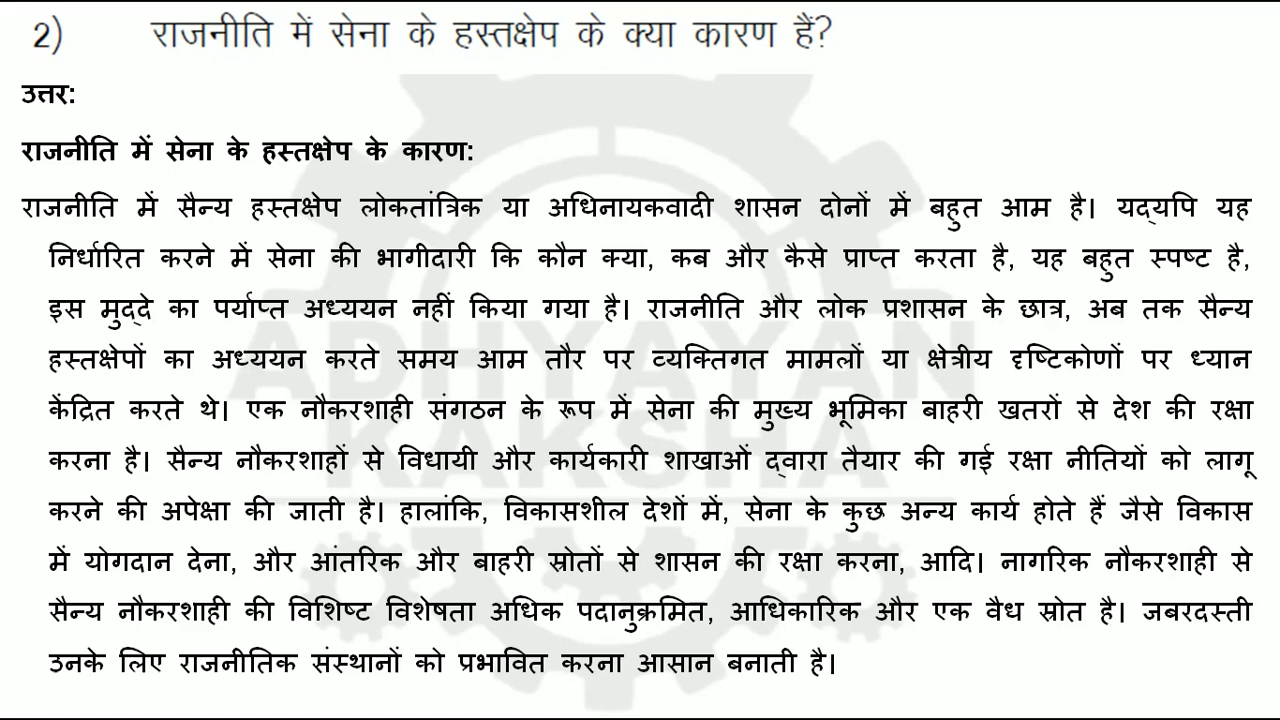 2) राजनीति में सेना के हस्तक्षेप के क्या कारण हैं?
उत्तर:
राजनीति में सेना के हस्तक्षेप के कारण:
राजनीति में सैन्य हस्तक्षेप लोकतांत्रिक या अधिनायकवादी शासन दोनों में बहुत आम है। यद्यपि यह
निर्धारित करने में सेना की भागीदारी कि कौन क्या, कब और कैसे प्राप्त करता है, यह बहुत स्पष्ट है,
इस मुद्दे का पर्याप्त अध्ययन नहीं किया गया है। राजनीति और लोक प्रशासन के छात्र, अब तक सैन्य
हस्तक्षेपों का अध्ययन करते समय आम तौर पर व्यक्तिगत मामलों या क्षेत्रीय दृष्टिकोणों पर ध्यान
केंद्रित करते थे। एक नौकरशाही संगठन के रूप में सेना की मुख्य भूमिका बाहरी खतरों से देश की रक्षा
करना है। सैन्य नौकरशाहों से विधायी और कार्यकारी शाखाओं द्वारा तैयार की गई रक्षा नीतियों को लागू
करने की अपेक्षा की जाती है। हालांकि, विकासशील देशों में, सेना के कुछ अन्य कार्य होते हैं जैसे विकास
में योगदान देना, और आंतरिक और बाहरी स्रोतों से शासन की रक्षा करना, आदि। नागरिक नौकरशाही से
सैन्य नौकरशाही की विशिष्ट विशेषता अधिक पदानुक्रमित, आधिकारिक और एक वैध स्रोत है। जबरदस्ती
उनके लिए राजनीतिक संस्थानों को प्रभावित करना आसान बनाती है।
ADHYAYAN
KAKSHA